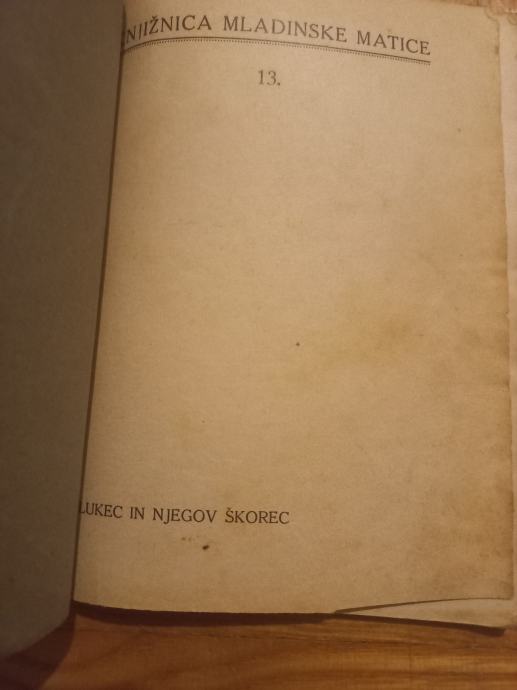 NJIŽNICA MLADINSKE MATICE
13.
LUKEC IN NJEGOV ŠKOREC